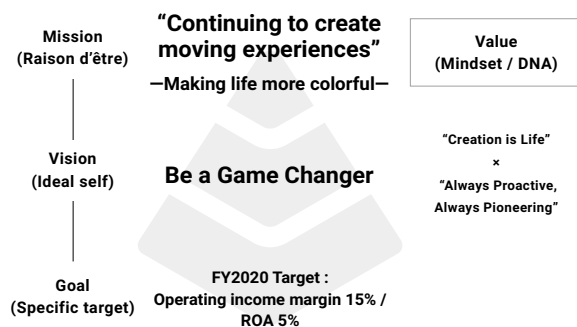 Mission
(Raison d’être)
“Continuing to create
moving experiences”
—Making life more colorful—
Value
(Mindset / DNA)
Vision
(Ideal self)
Be a Game Changer
“Creation is Life”
×
“Always Proactive,
Always Pioneering”
Goal
(Specific target)
FY2020 Target :
Operating income margin 15% /
ROA 5%